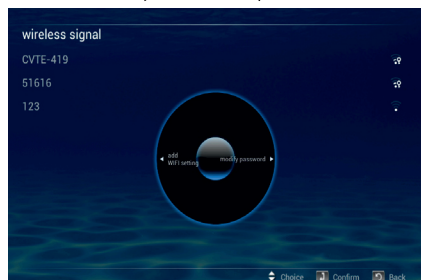 wireless signal
CVTE-419
51616
123
add
WiFi setting
modify password
Choice Confirm Back